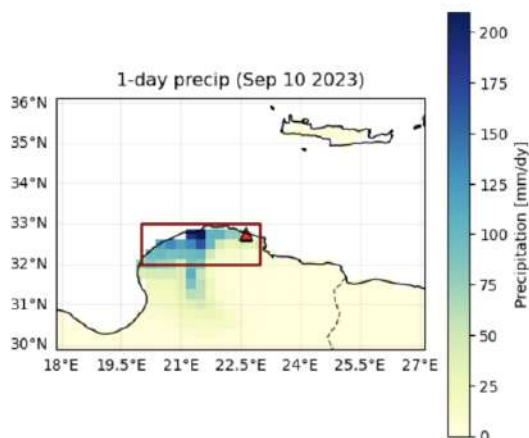 1-day precip (Sep 10 2023)
36°N
35°N
34°N
33°N
32°N
31°N
30°N
18°E 19.5°E 21°E 22.5°E 24°E 25.5°E 27°E
200
175
150
125
100
75
50
25
0
Precipitation [mm/dy]